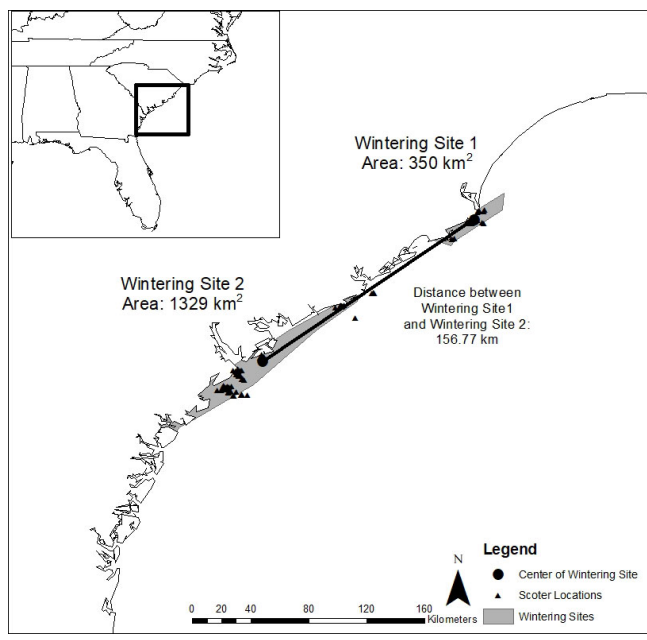 Wintering Site 1
Area: 350 km²
Wintering Site 2
Area: 1329 km²
Distance between
Wintering Site1
and Wintering Site 2:
156.77 km
N
Legend
Center of Wintering Site
Scoter Locations
Wintering Sites
0 10 20 40 60 80 120 160
Kilometers